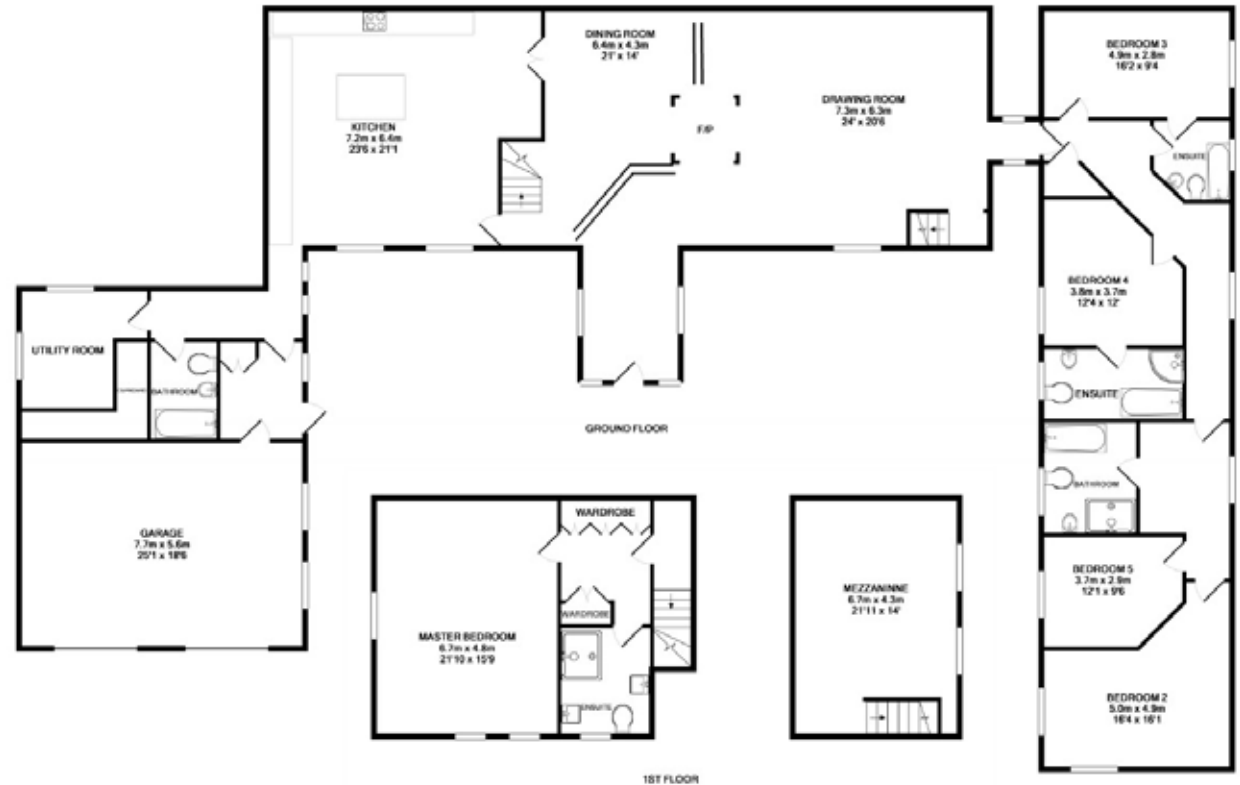 KITCHEN
7.2m x 6.4m
23'6 x 21'1
DINING ROOM
6.4m x 4.3m
21' x 14'
F/P
DRAWING ROOM
7.3m x 6.3m
24' x 20'6
BEDROOM 3
4.9m x 2.8m
16'2 x 9'4
ENSUITE
BEDROOM 4
3.8m x 3.7m
12'4 x 12'
ENSUITE
BATHROOM
BEDROOM 5
3.7m x 2.9m
12'1 x 9'6
BEDROOM 2
5.0m x 4.9m
16'4 x 16'1
UTILITY ROOM
BATHROOM
GARAGE
7.7m x 5.6m
25'1 x 18'6
GROUND FLOOR
WARDROBE
WARDROBE
MASTER BEDROOM
6.7m x 4.8m
21'10 x 15'9
ENSUITE
MEZZANINNE
6.7m x 4.3m
21'11 x 14'
1ST FLOOR